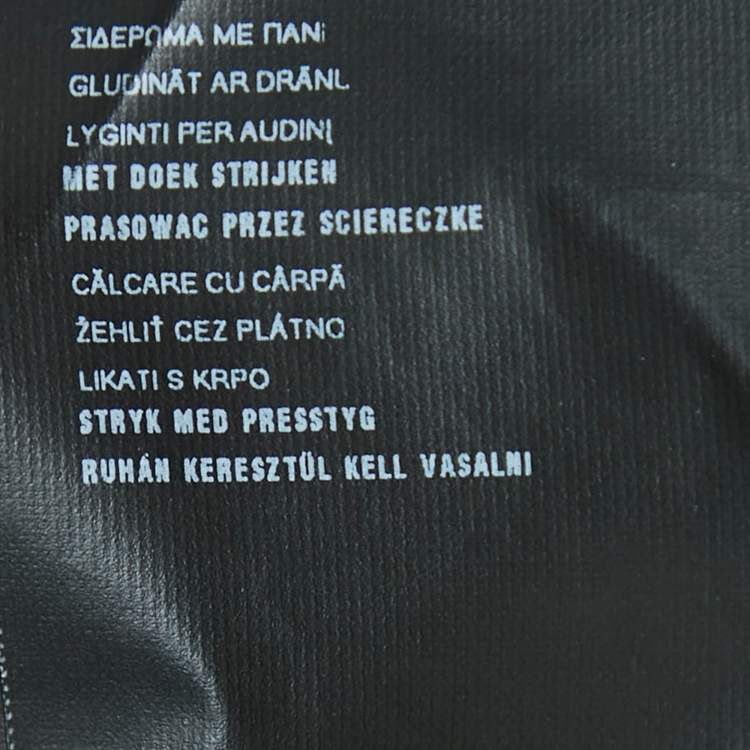 ΣΙΔΕΡΩΜΑ ΜΕ ΠΑΝΙ
GLUDINĀT AR DRĀNU
LYGINTI PER AUDINĮ
MET DOEK STRIJKEN
PRASOWAC PRZEZ SCIERECZKE
CĂLCARE CU CÂRPĂ
ŽEHLIŤ CEZ PLÁTNO
LIKATI S KRPO
STRYK MED PRESSTYG
RUHÁN KERESZTÜL KELL VASALNI